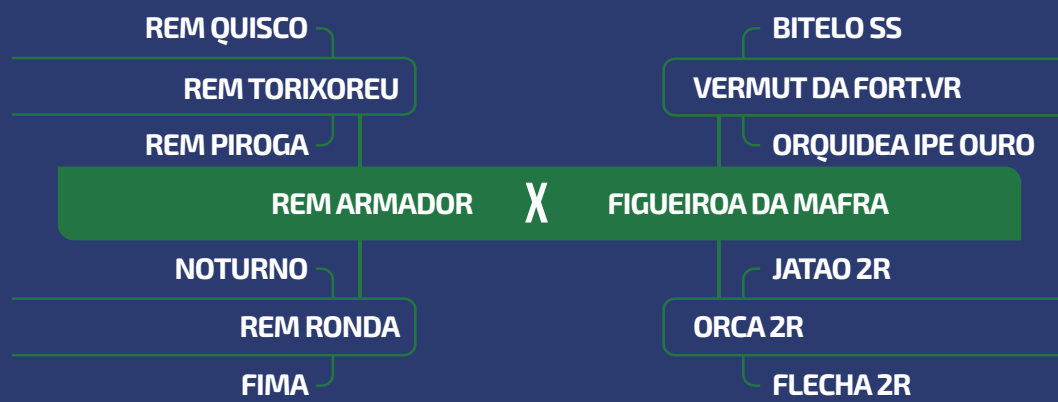 REM QUISCO
BITELO SS
REM TORIXOREU
VERMUT DA FORT.VR
REM PIROGA
ORQUIDEA IPE OURO
REM ARMADOR X FIGUEIROA DA MAFRA
NOTURNO
JATAO 2R
REM RONDA
ORCA 2R
FIMA
FLECHA 2R